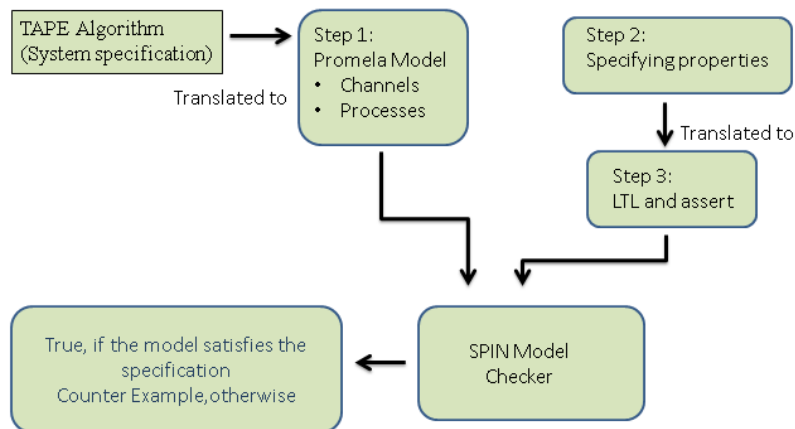 TAPE Algorithm
(System specification)
Translated to
Step 1:
Promela Model
• Channels
• Processes
Step 2:
Specifying properties
Translated to
Step 3:
LTL and assert
SPIN Model
Checker
True, if the model satisfies the
specification
Counter Example,otherwise